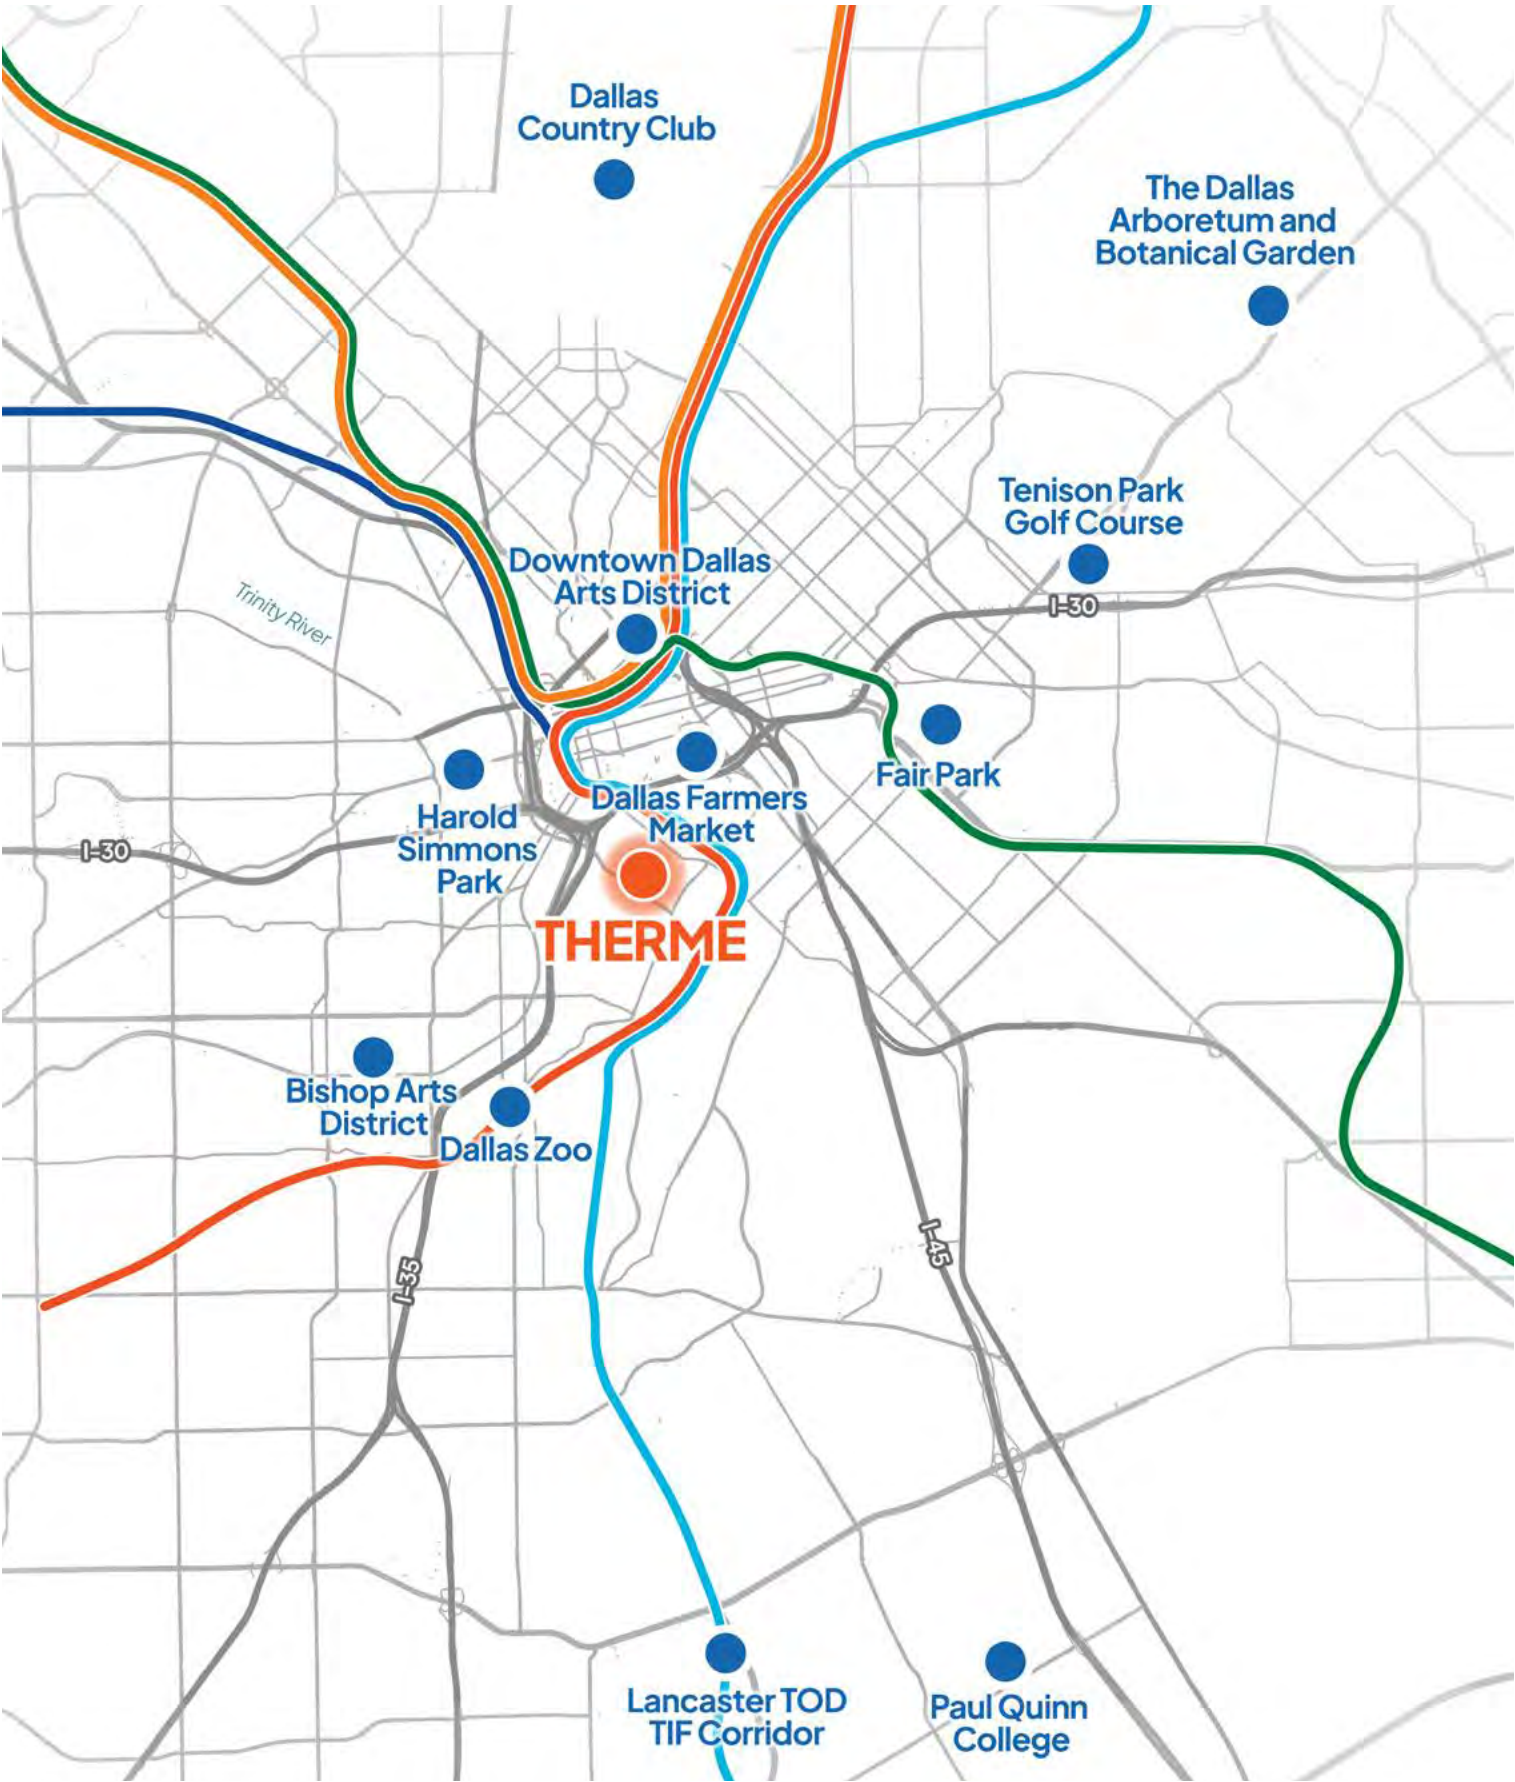 Dallas
Country Club
The Dallas
Arboretum and
Botanical Garden
Tenison Park
Golf Course
Downtown Dallas
Arts District
Trinity River
I-30
Fair Park
Harold
Simmons
Park
Dallas Farmers
Market
I-30
THERME
Bishop Arts
District
Dallas Zoo
I-35
I-45
Lancaster TOD
TIF Corridor
Paul Quinn
College